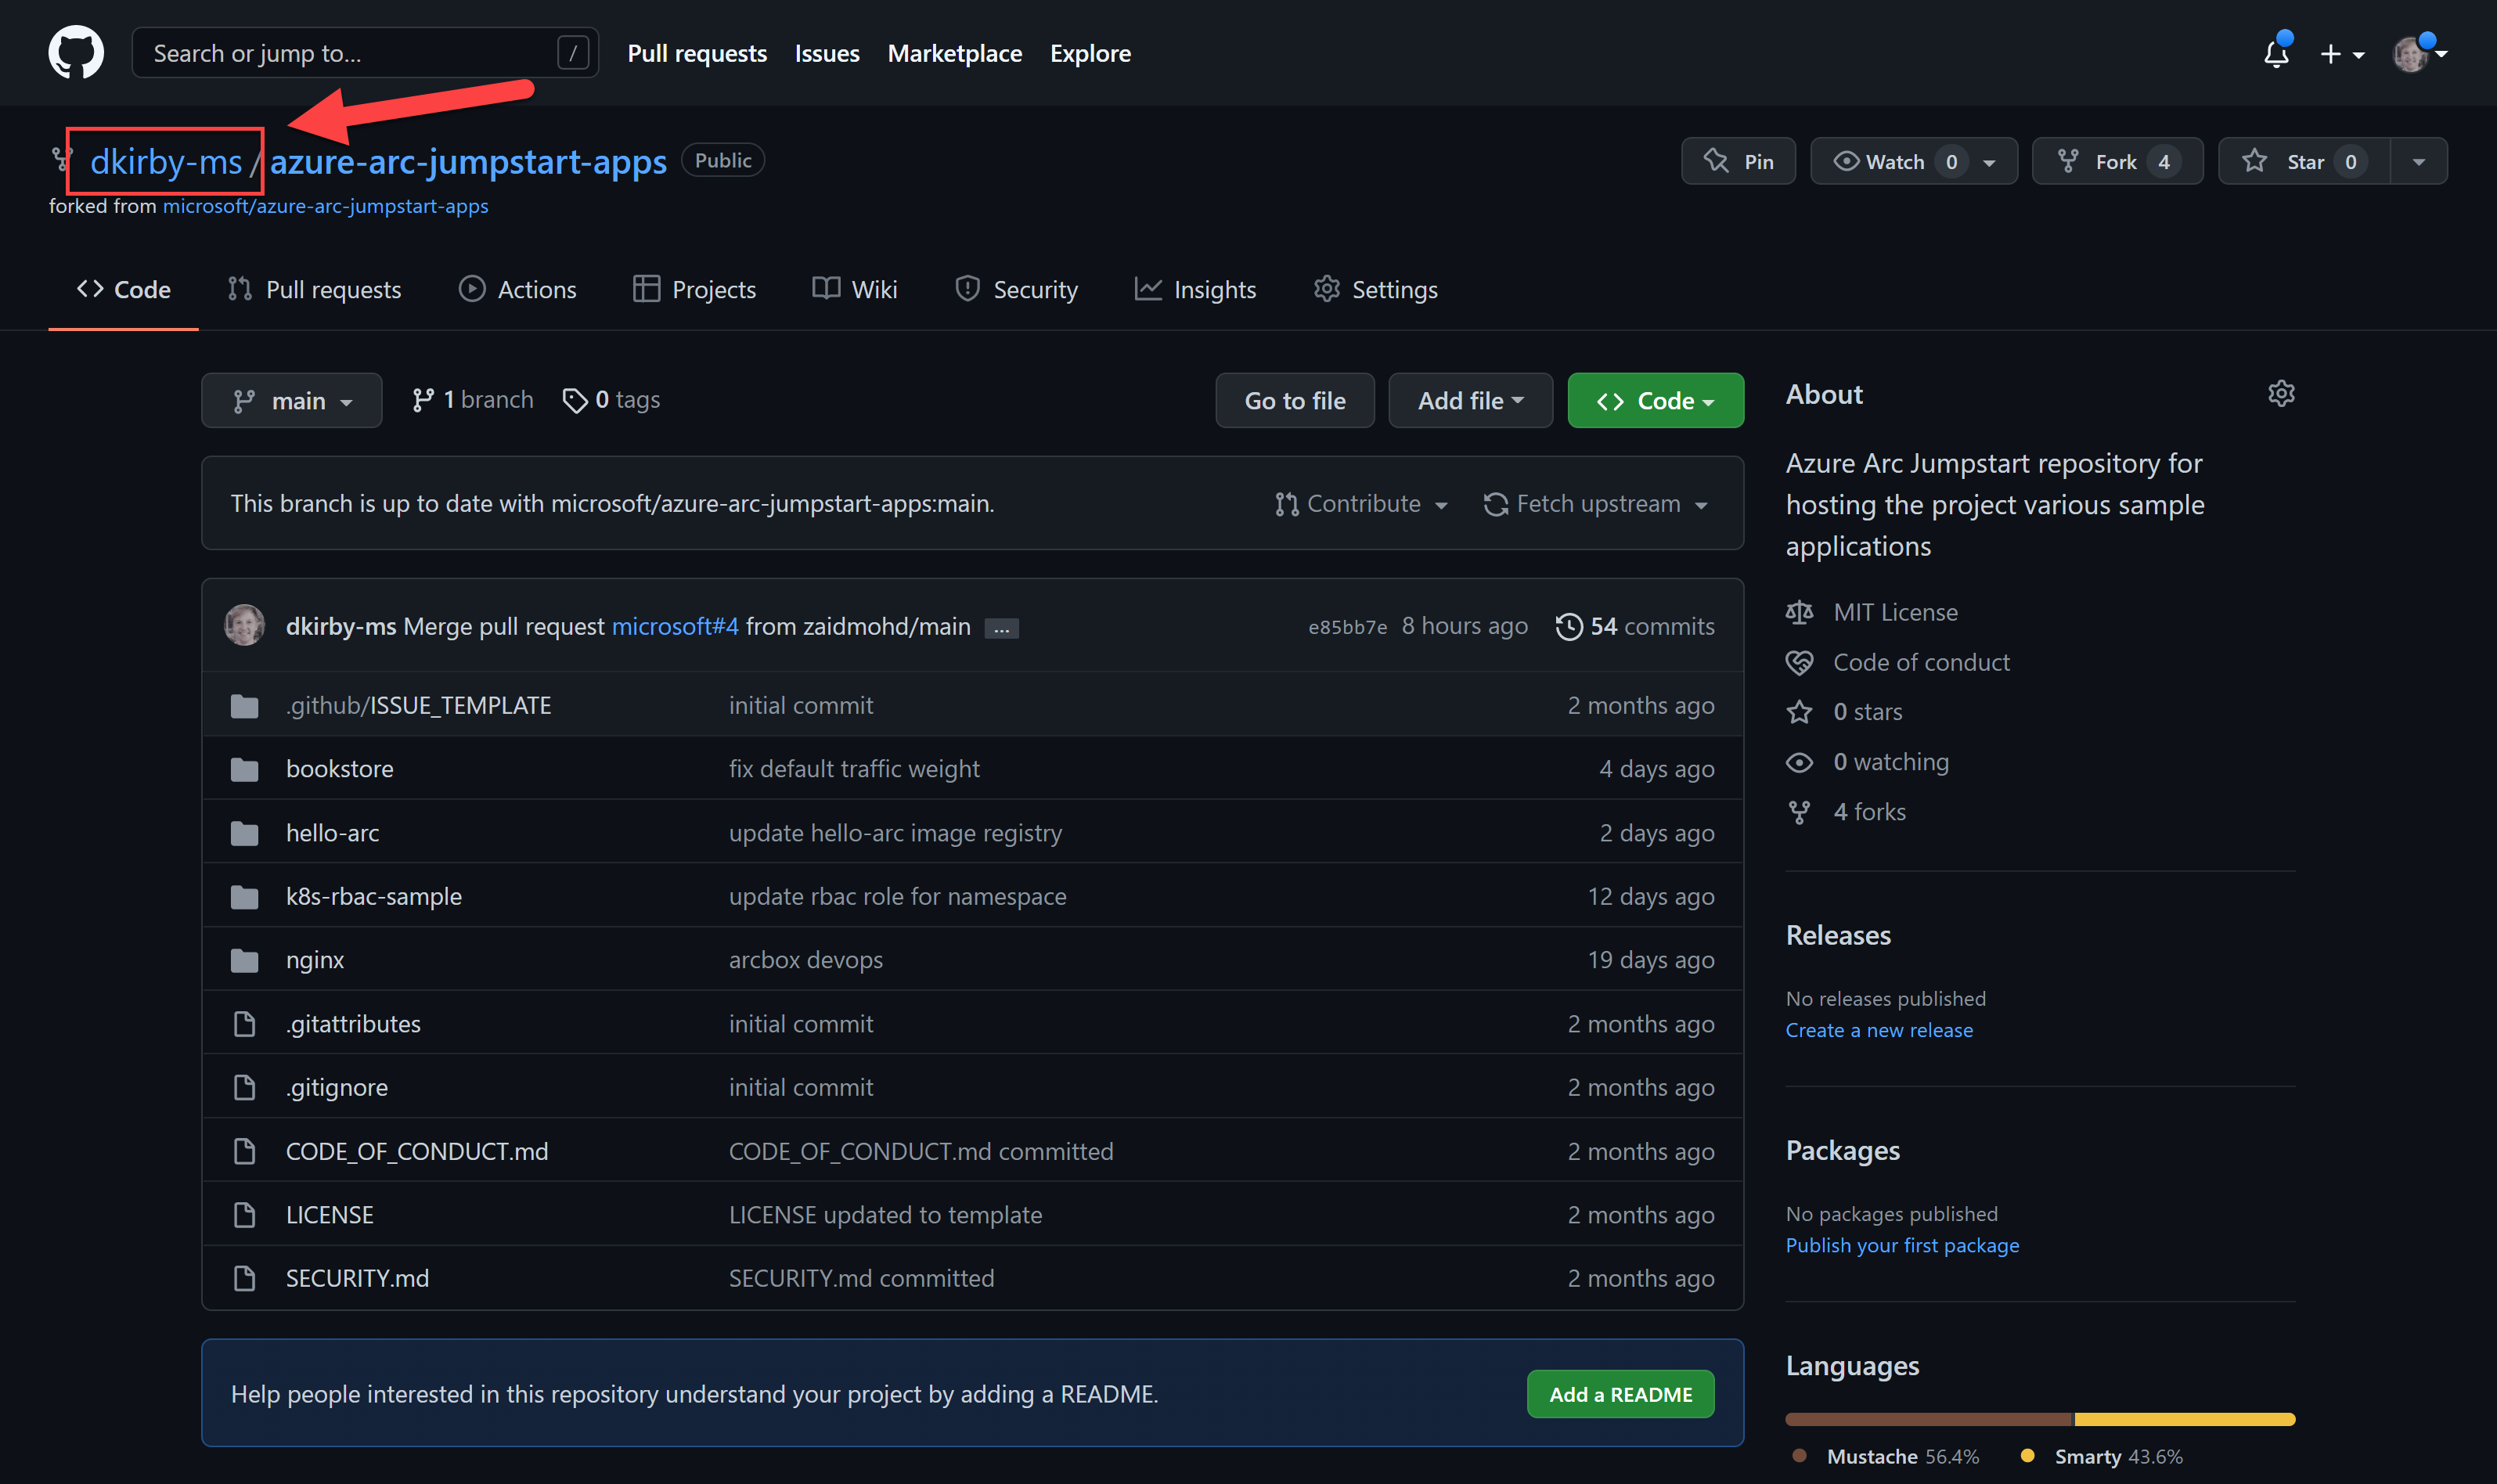 Search or jump to... / Pull requests Issues Marketplace Explore
dkirby-ms / azure-arc-jumpstart-apps Public Pin Watch 0 Fork 4 Star 0
forked from microsoft/azure-arc-jumpstart-apps
Code Pull requests Actions Projects Wiki Security Insights Settings
main 1 branch 0 tags Go to file Add file Code
This branch is up to date with microsoft/azure-arc-jumpstart-apps:main. Contribute Fetch upstream
dkirby-ms Merge pull request microsoft#4 from zaidmohd/main ... e85bb7e 8 hours ago 54 commits
.github/ISSUE_TEMPLATE initial commit 2 months ago
bookstore fix default traffic weight 4 days ago
hello-arc update hello-arc image registry 2 days ago
k8s-rbac-sample update rbac role for namespace 12 days ago
nginx arcbox devops 19 days ago
.gitattributes initial commit 2 months ago
.gitignore initial commit 2 months ago
CODE_OF_CONDUCT.md CODE_OF_CONDUCT.md committed 2 months ago
LICENSE LICENSE updated to template 2 months ago
SECURITY.md SECURITY.md committed 2 months ago
Help people interested in this repository understand your project by adding a README. Add a README
About
Azure Arc Jumpstart repository for
hosting the project various sample
applications
MIT License
Code of conduct
0 stars
0 watching
4 forks
Releases
No releases published
Create a new release
Packages
No packages published
Publish your first package
Languages
Mustache 56.4% Smarty 43.6%